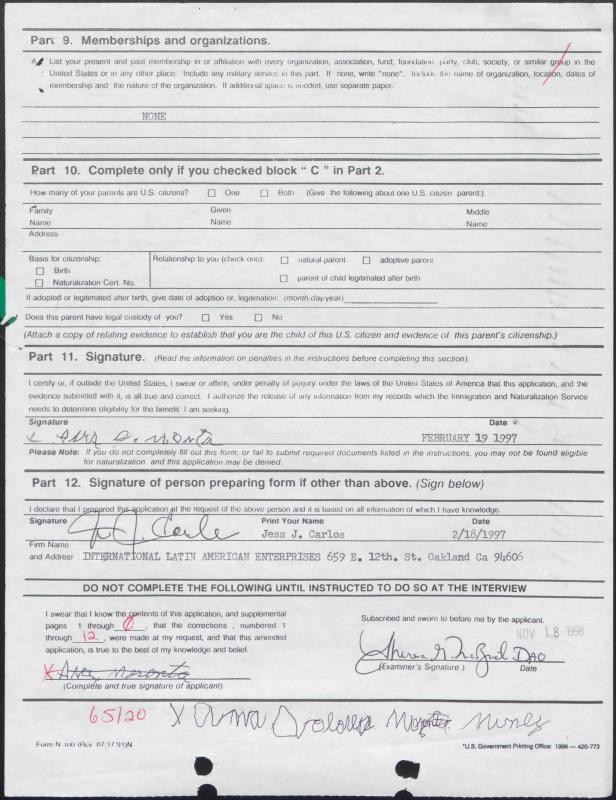 Part 9. Memberships and organizations.
A. List your present and past membership in or affiliation with every organization, association, fund, foundation, party, club, society, or similar group in the
United States or in any other place. Include any military service in this part. If none, write "none". Include the name of organization, location, dates of
membership and the nature of the organization. If additional space is needed, use separate paper.
NONE
Part 10. Complete only if you checked block " C " in Part 2.
How many of your parents are U.S. citizens? One Both (Give the following about one U.S. citizen parent:)
Family Given Middle
Name Name Name
Address
Basis for citizenship: Relationship to you (check one): natural parent adoptive parent
Birth
parent of child legitimated after birth
Naturalization Cert. No.
If adopted or legitimated after birth, give date of adoption or, legitimation: (month.day.year)
Does this parent have legal custody of you? Yes No
(Attach a copy of relating evidence to establish that you are the child of this U.S. citizen and evidence of this parent's citizenship.)
Part 11. Signature. (Read the information on penalties in the instructions before completing this section).
I certify or, if outside the United States, I swear or affirm, under penalty of perjury under the laws of the United States of America that this application, and the
evidence submitted with it, is all true and correct. I authorize the release of any information from my records which the Immigration and Naturalization Service
needs to determine eligibility for the benefit I am seeking.
Signature Date
FEBRUARY 19 1997
Please Note: If you do not completely fill out this form, or fail to submit required documents listed in the instructions, you may not be found eligible
for naturalization and this application may be denied.
Part 12. Signature of person preparing form if other than above. (Sign below)
I declare that I prepared this application at the request of the above person and it is based on all information of which I have knowledge.
Signature Print Your Name Date
J. J. Carlos Jess J. Carlos 2/18/1997
Firm Name
and Address INTERNATIONAL LATIN AMERICAN ENTERPRISES 659 E. 12th. St. Oakland Ca 94606
DO NOT COMPLETE THE FOLLOWING UNTIL INSTRUCTED TO DO SO AT THE INTERVIEW
I swear that I know the contents of this application, and supplemental
pages 1 through 0, that the corrections, numbered 1
through 12, were made at my request, and that this amended
application, is true to the best of my knowledge and belief.
Subscribed and sworn to before me by the applicant.
NOV 18 1998
DAO
(Examiner's Signature) Date
X
(Complete and true signature of applicant)
65/20 X Anna Dolores Nunez
Form N-400 (Rev. 07/17/91)N *U.S. Government Printing Office: 1996 — 420-773